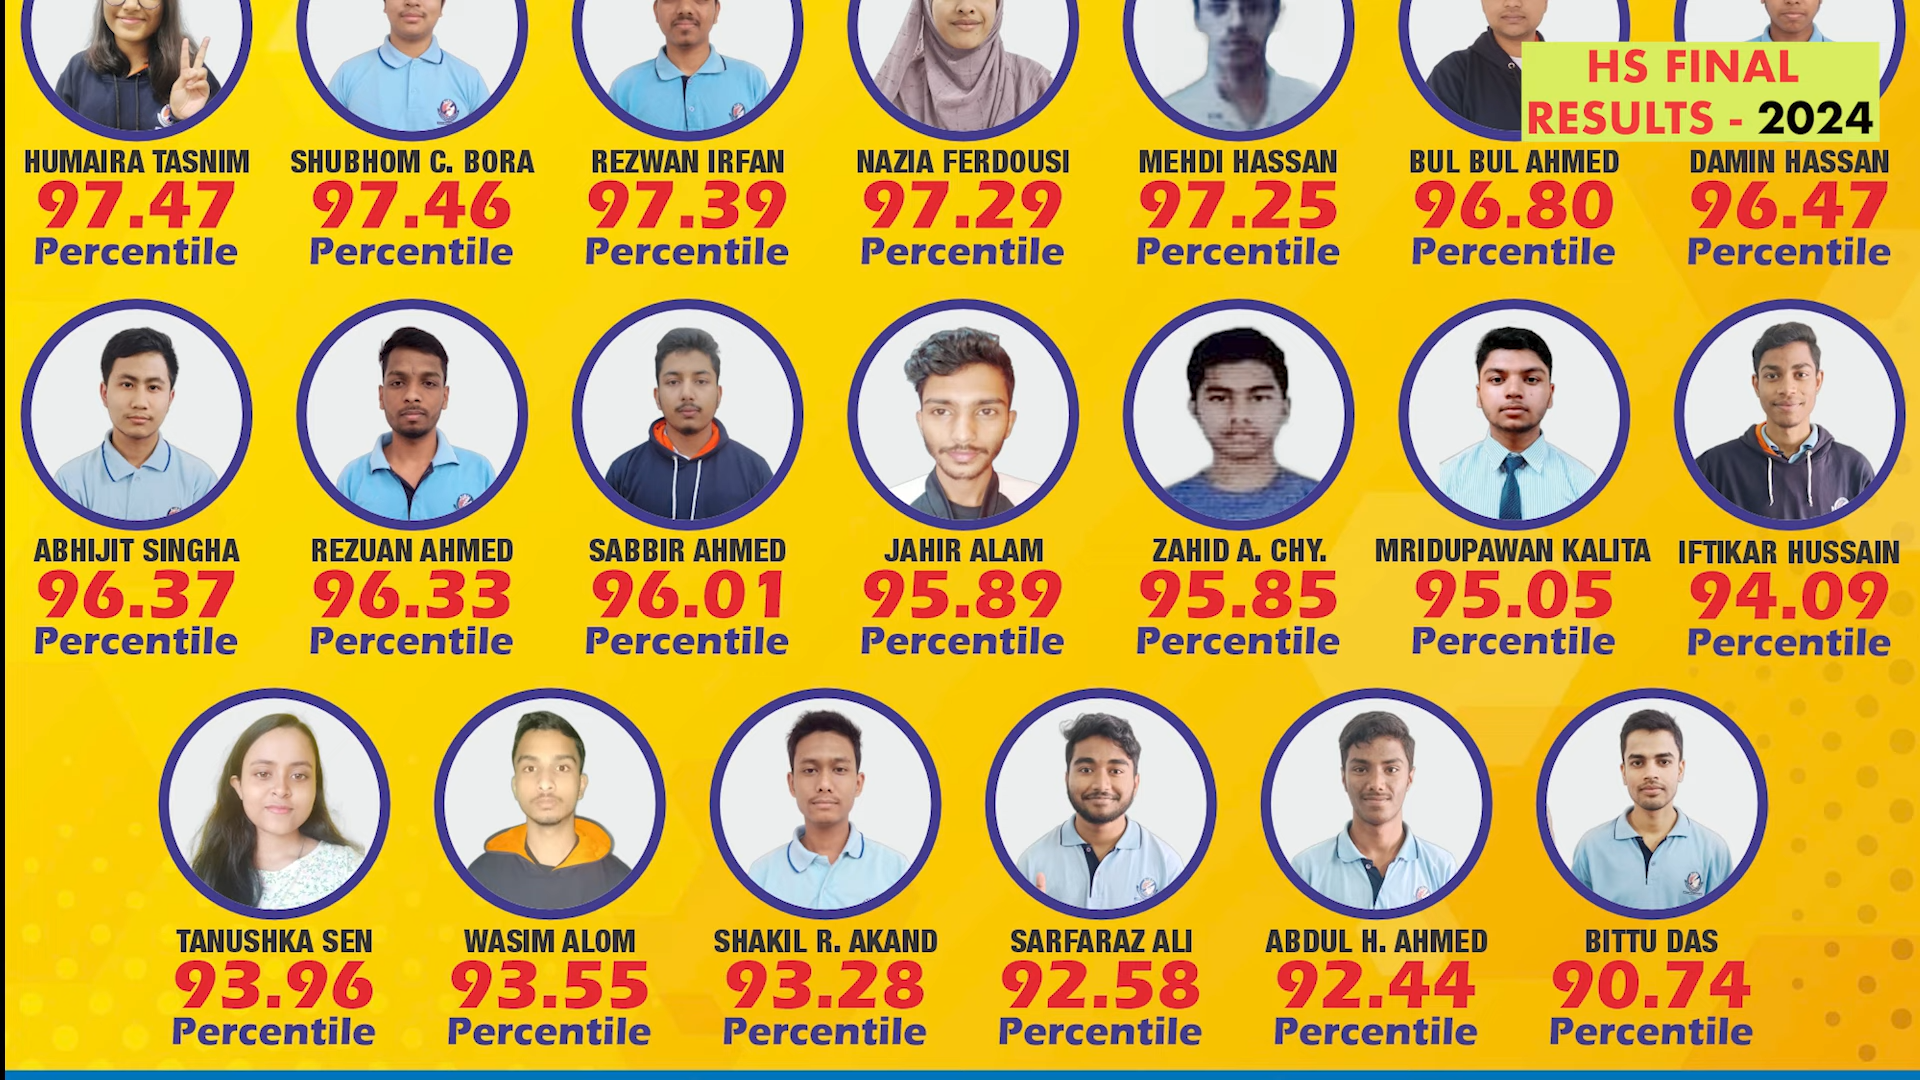 HS FINAL
RESULTS - 2024
HUMAIRA TASNIM
97.47
Percentile
SHUBHOM C. BORA
97.46
Percentile
REZWAN IRFAN
97.39
Percentile
NAZIA FERDOUSI
97.29
Percentile
MEHDI HASSAN
97.25
Percentile
BUL BUL AHMED
96.80
Percentile
DAMIN HASSAN
96.47
Percentile
ABHIJIT SINGHA
96.37
Percentile
REZUAN AHMED
96.33
Percentile
SABBIR AHMED
96.01
Percentile
JAHIR ALAM
95.89
Percentile
ZAHID A. CHY.
95.85
Percentile
MRIDUPAWAN KALITA
95.05
Percentile
IFTIKAR HUSSAIN
94.09
Percentile
TANUSHKA SEN
93.96
Percentile
WASIM ALOM
93.55
Percentile
SHAKIL R. AKAND
93.28
Percentile
SARFARAZ ALI
92.58
Percentile
ABDUL H. AHMED
92.44
Percentile
BITTU DAS
90.74
Percentile